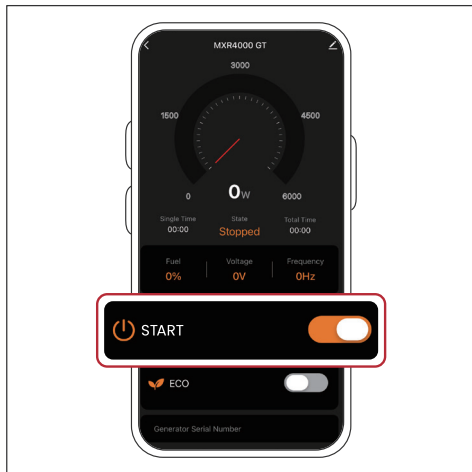 MXR4000 GT
3000
1500
4500
0
0W
6000
Single Time
State
Total Time
00:00
Stopped
00:00
Fuel
Voltage
Frequency
0%
0V
0Hz
START
ECO
Generator Serial Number